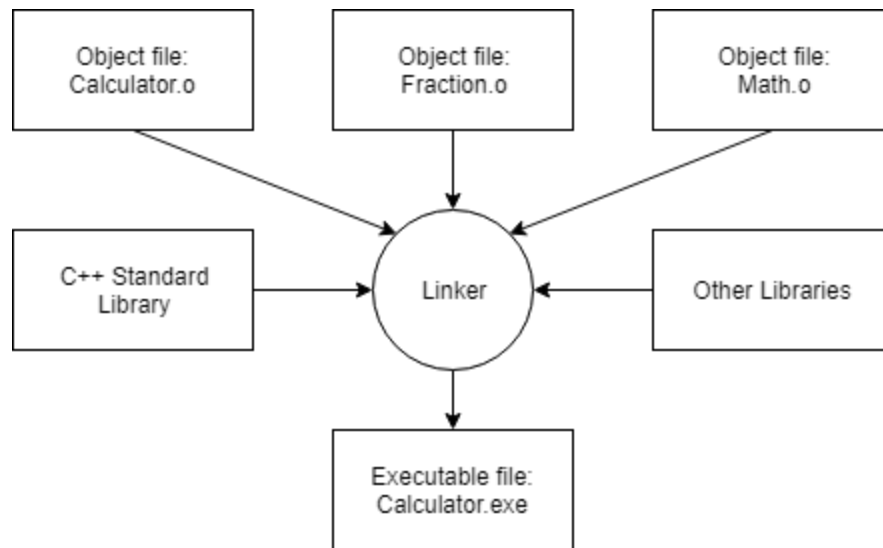 Object file:
Calculator.o
Object file:
Fraction.o
Object file:
Math.o
C++ Standard
Library
Linker
Other Libraries
Executable file:
Calculator.exe